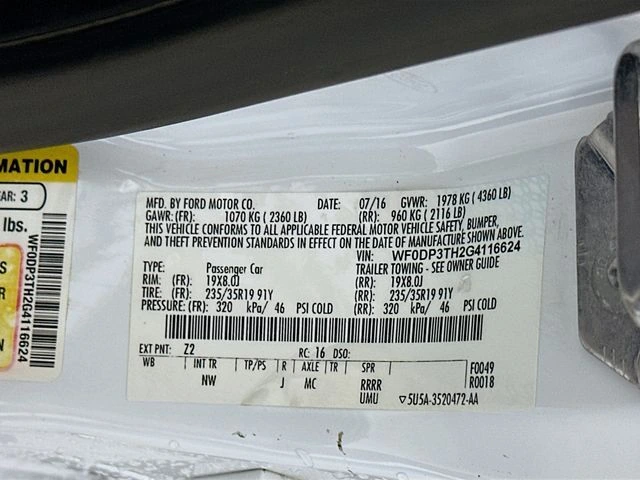 MATION
AR: 3
lbs.
WF0DP3TH2G4116624
MFD. BY FORD MOTOR CO. DATE: 07/16 GVWR: 1978 KG ( 4360 LB)
GAWR: (FR): 1070 KG ( 2360 LB) (RR): 960 KG ( 2116 LB)
THIS VEHICLE CONFORMS TO ALL APPLICABLE FEDERAL MOTOR VEHICLE SAFETY, BUMPER,
AND THEFT PREVENTION STANDARDS IN EFFECT ON THE DATE OF MANUFACTURE SHOWN ABOVE.
VIN: WF0DP3TH2G4116624
TYPE: Passenger Car TRAILER TOWING - SEE OWNER GUIDE
RIM: (FR): 19X8.0J (RR): 19X8.0J
TIRE: (FR): 235/35R19 91Y (RR): 235/35R19 91Y
PRESSURE: (FR): 320 kPa/ 46 PSI COLD (RR): 320 kPa/ 46 PSI COLD
EXT PNT: Z2 RC: 16 DSO:
WB INT TR TP/PS R AXLE TR SPR F0049
NW J MC RRRR R0018
UMU ▽5U5A-3520472-AA